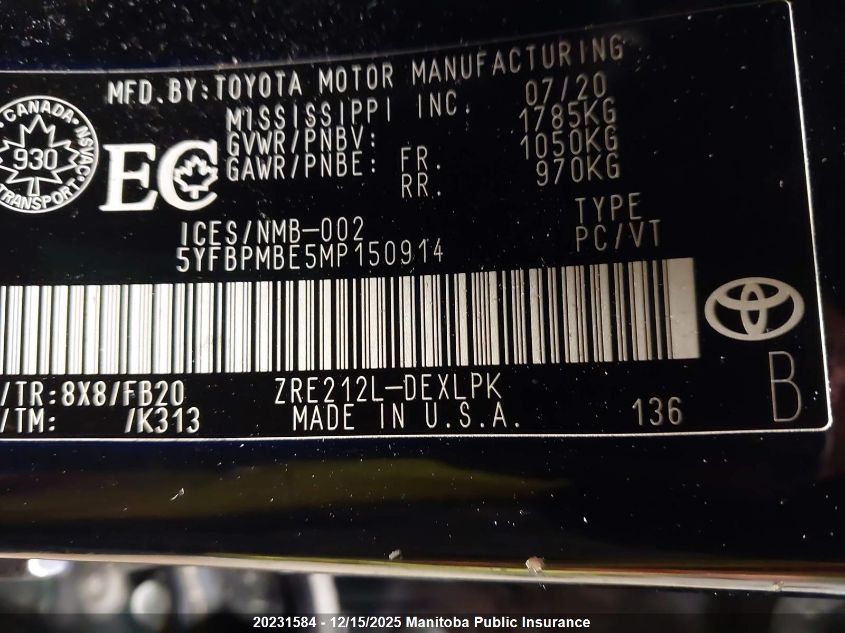 MFD.BY:TOYOTA MOTOR MANUFACTURING
MISSISSIPPI INC. 07/20
GVWR/PNBV: 1785KG
GAWR/PNBE: FR. 1050KG
RR. 970KG
CANADA
930
NSVAC
TRANSPORT
EC
ICES/NMB-002
TYPE
5YFBPMBE5MP150914
PC/VT
/TR:8X8/FB20 ZRE212L-DEXLPK
/TM: /K313 MADE IN U.S.A. 136 B
20231584 - 12/15/2025 Manitoba Public Insurance